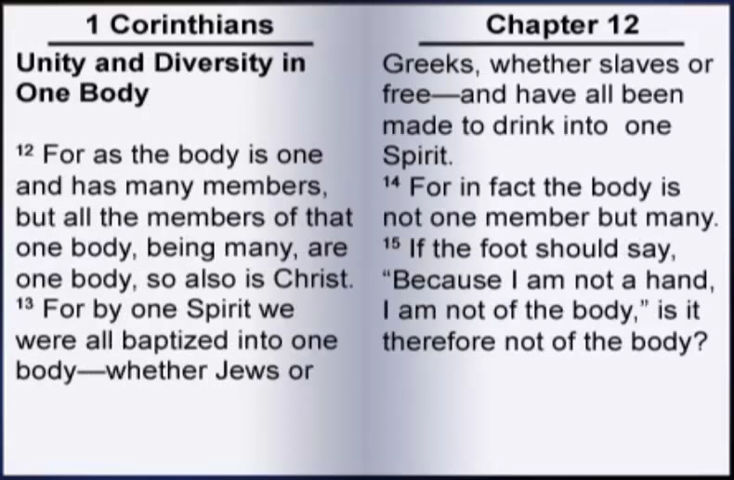 1 Corinthians
Unity and Diversity in
One Body
¹² For as the body is one
and has many members,
but all the members of that
one body, being many, are
one body, so also is Christ.
¹³ For by one Spirit we
were all baptized into one
body—whether Jews or
Chapter 12
Greeks, whether slaves or
free—and have all been
made to drink into one
Spirit.
¹⁴ For in fact the body is
not one member but many.
¹⁵ If the foot should say,
“Because I am not a hand,
I am not of the body,” is it
therefore not of the body?